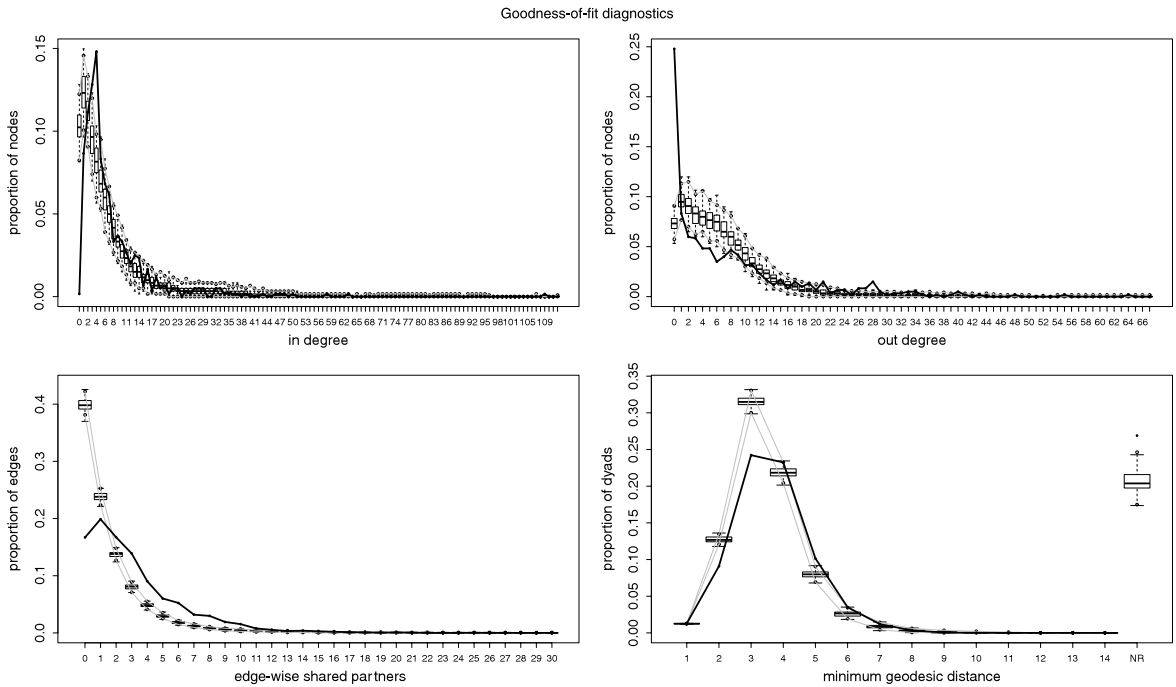 Goodness-of-fit diagnostics
proportion of nodes
0.00 0.05 0.10 0.15
0 2 4 6 8 11 14 17 20 23 26 29 32 35 38 41 44 47 50 53 56 59 62 65 68 71 74 77 80 83 86 89 92 95 98 101 105 109
in degree
proportion of nodes
0.00 0.05 0.10 0.15 0.20 0.25
0 2 4 6 8 10 12 14 16 18 20 22 24 26 28 30 32 34 36 38 40 42 44 46 48 50 52 54 56 58 60 62 64 66
out degree
proportion of edges
0.0 0.1 0.2 0.3 0.4
0 1 2 3 4 5 6 7 8 9 10 11 12 13 14 15 16 17 18 19 20 21 22 23 24 25 26 27 28 29 30
edge-wise shared partners
proportion of dyads
0.00 0.05 0.10 0.15 0.20 0.25 0.30 0.35
1 2 3 4 5 6 7 8 9 10 11 12 13 14 NR
minimum geodesic distance